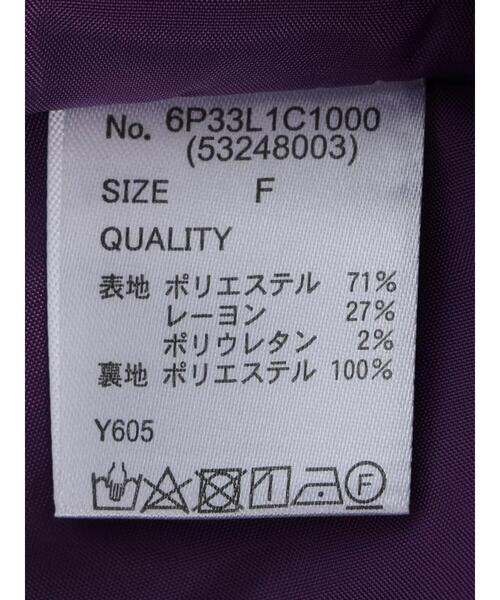 No. 6P33L1C1000
(53248003)
SIZE F
QUALITY
表地 ポリエステル 71%
レーヨン 27%
ポリウレタン 2%
裏地 ポリエステル 100%
Y605
F